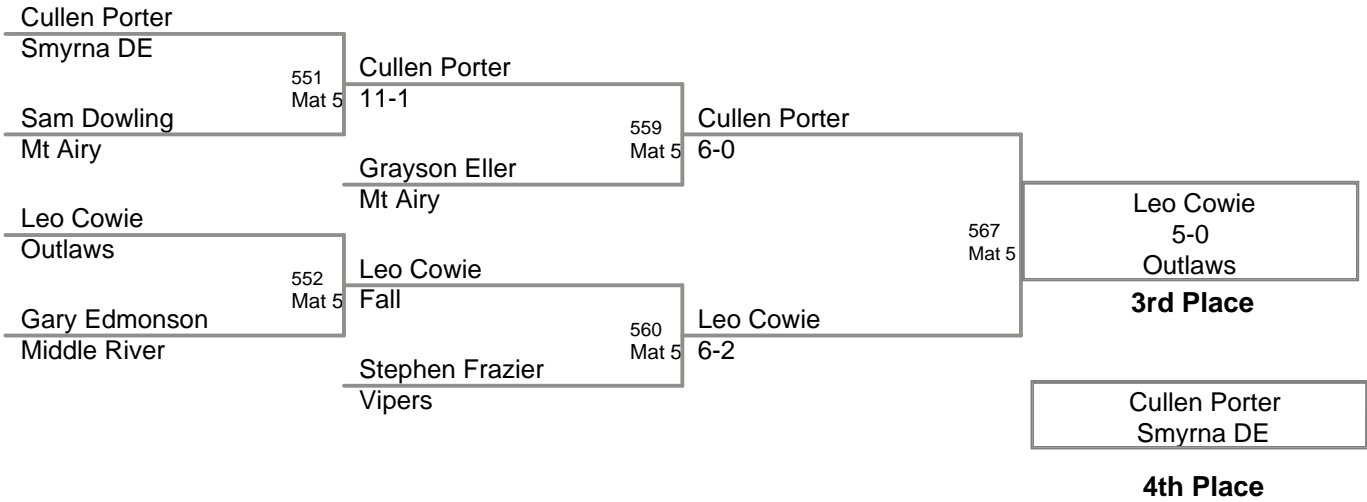 Cullen Porter
Smyrna DE
551
Mat 5
Sam Dowling
Mt Airy
Leo Cowie
Outlaws
552
Mat 5
Gary Edmonson
Middle River
Cullen Porter
11-1
559
Mat 5
Grayson Eller
Mt Airy
Leo Cowie
Fall
560
Mat 5
Stephen Frazier
Vipers
Cullen Porter
6-0
567
Mat 5
Leo Cowie
6-2
Leo Cowie
5-0
Outlaws
3rd Place
Cullen Porter
Smyrna DE
4th Place